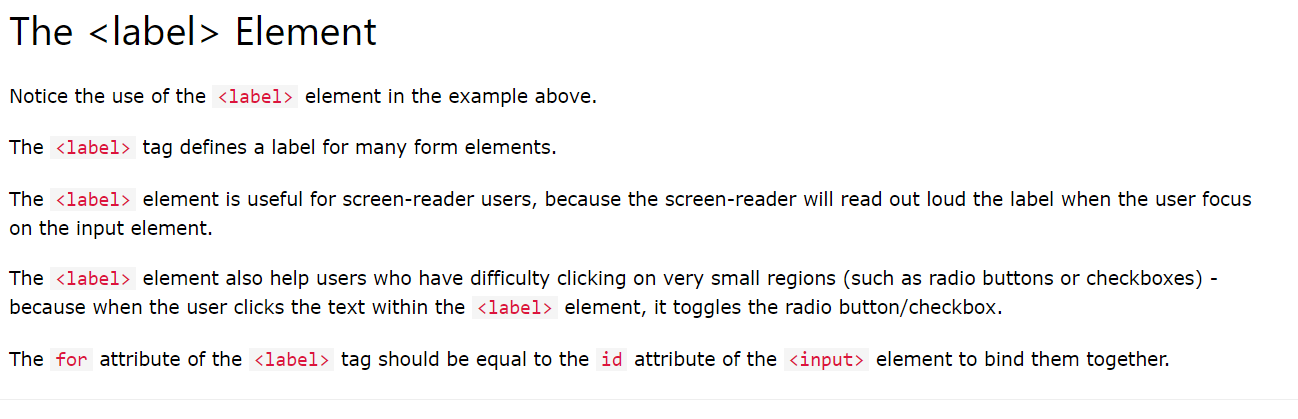 The <label> Element
Notice the use of the <label> element in the example above.
The <label> tag defines a label for many form elements.
The <label> element is useful for screen-reader users, because the screen-reader will read out loud the label when the user focus
on the input element.
The <label> element also help users who have difficulty clicking on very small regions (such as radio buttons or checkboxes) -
because when the user clicks the text within the <label> element, it toggles the radio button/checkbox.
The for attribute of the <label> tag should be equal to the id attribute of the <input> element to bind them together.